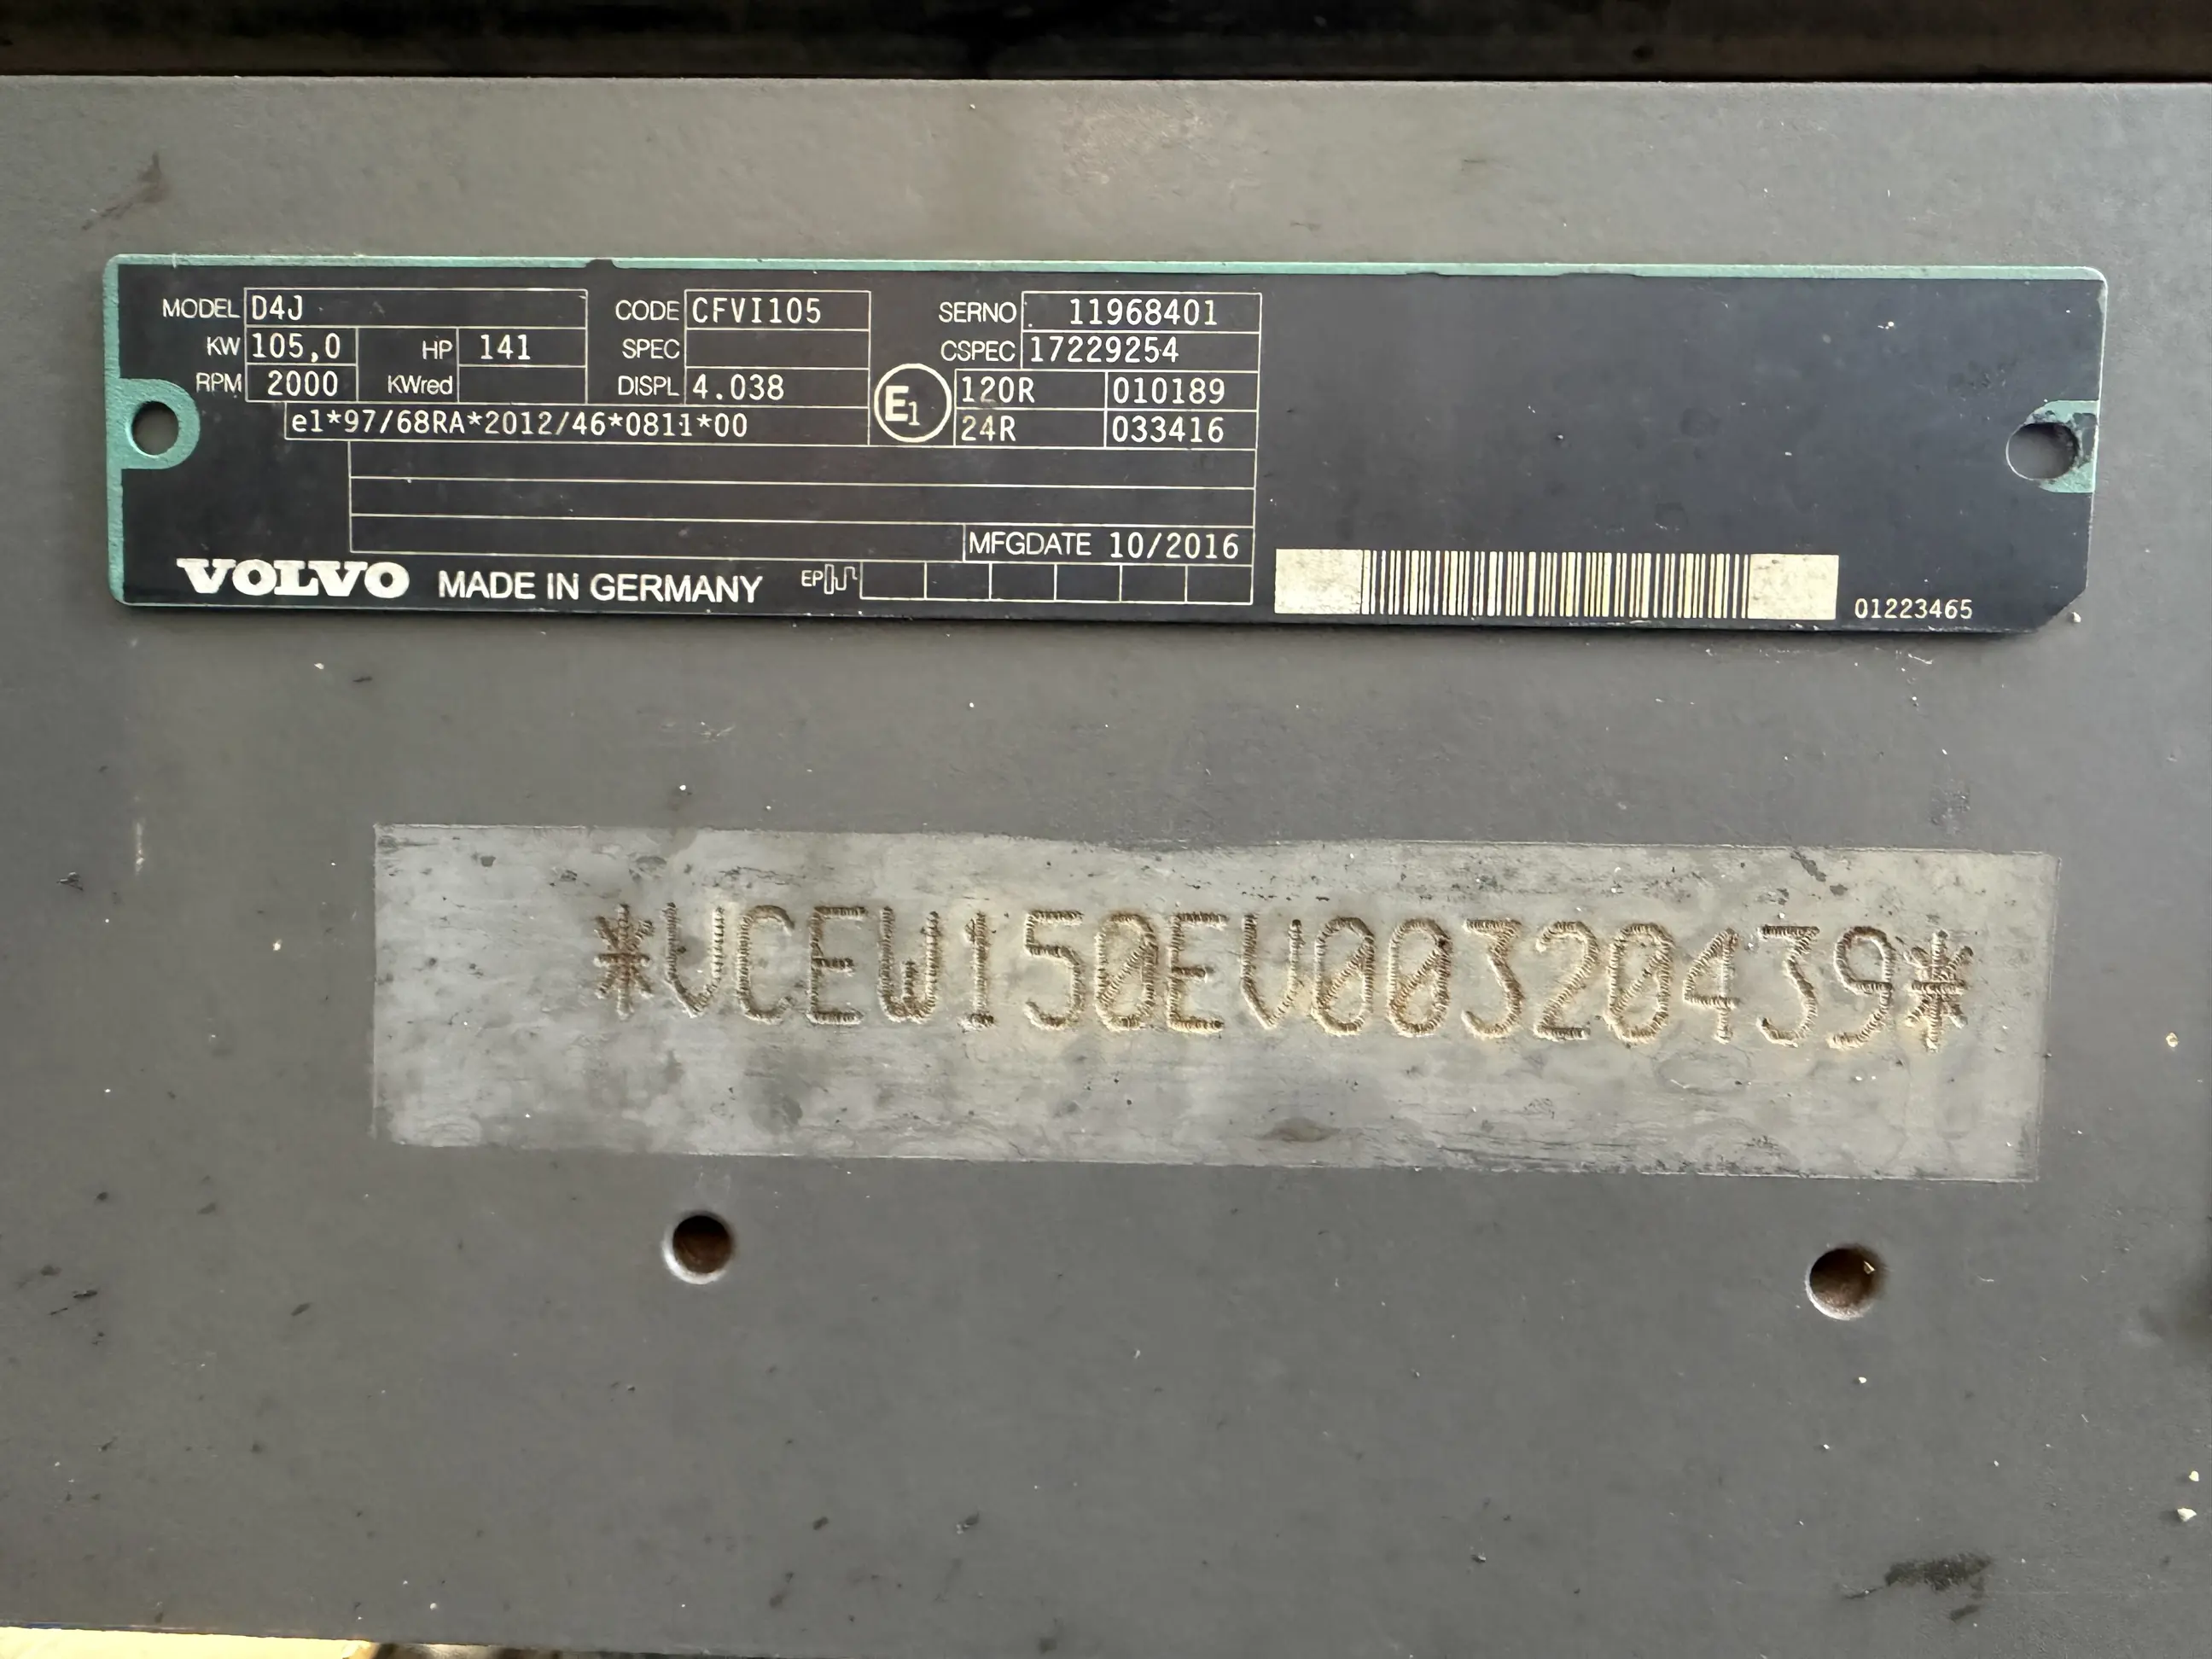 MODEL D4J CODE CFVI105 SERNO 11968401
KW 105,0 HP 141 SPEC CSPEC 17229254
RPM 2000 KWred DISPL 4.038 E1 120R 010189
e1*97/68RA*2012/46*0811*00 24R 033416
MFGDATE 10/2016
VOLVO MADE IN GERMANY EP
01223465
*VCEW150EV00320439*